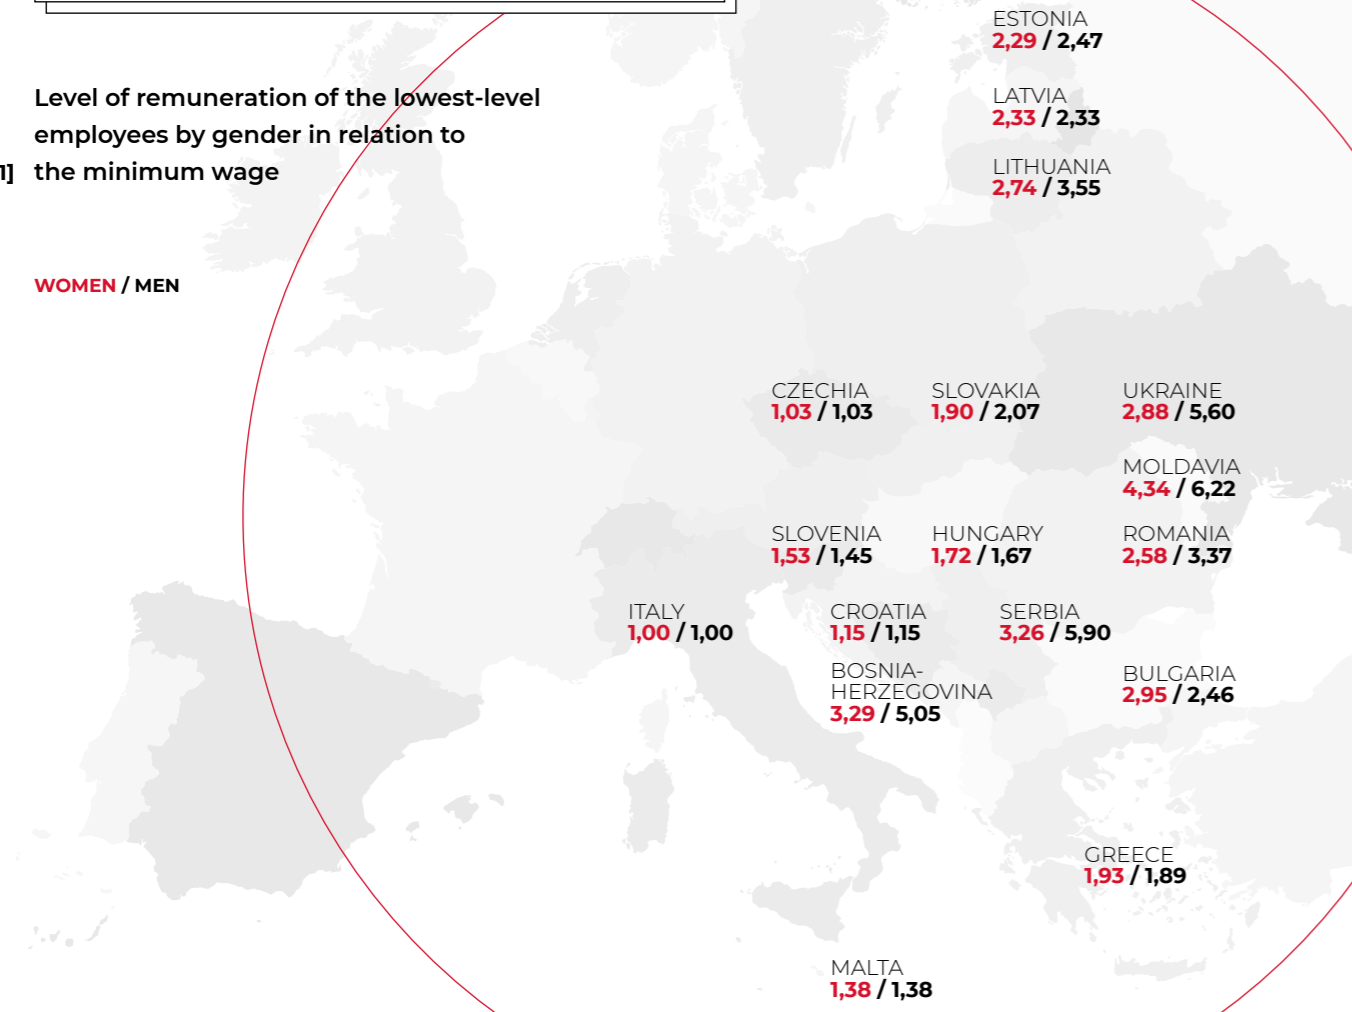 Level of remuneration of the lowest-level
employees by gender in relation to
1] the minimum wage
WOMEN / MEN
ESTONIA
2,29 / 2,47
LATVIA
2,33 / 2,33
LITHUANIA
2,74 / 3,55
CZECHIA
1,03 / 1,03
SLOVAKIA
1,90 / 2,07
UKRAINE
2,88 / 5,60
MOLDAVIA
4,34 / 6,22
SLOVENIA
1,53 / 1,45
HUNGARY
1,72 / 1,67
ROMANIA
2,58 / 3,37
ITALY
1,00 / 1,00
CROATIA
1,15 / 1,15
SERBIA
3,26 / 5,90
BOSNIA-
HERZEGOVINA
3,29 / 5,05
BULGARIA
2,95 / 2,46
GREECE
1,93 / 1,89
MALTA
1,38 / 1,38